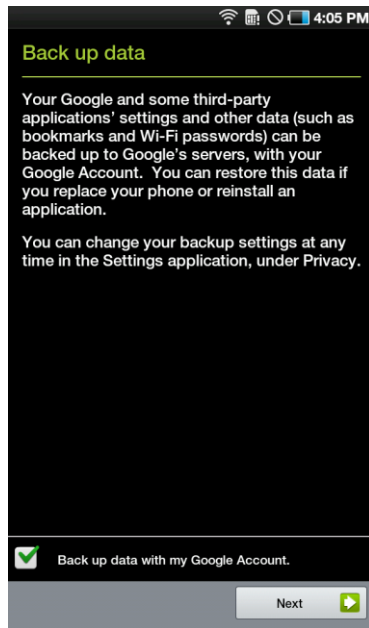 4:05 PM
Back up data
Your Google and some third-party
applications' settings and other data (such as
bookmarks and Wi-Fi passwords) can be
backed up to Google's servers, with your
Google Account. You can restore this data if
you replace your phone or reinstall an
application.
You can change your backup settings at any
time in the Settings application, under Privacy.
Back up data with my Google Account.
Next